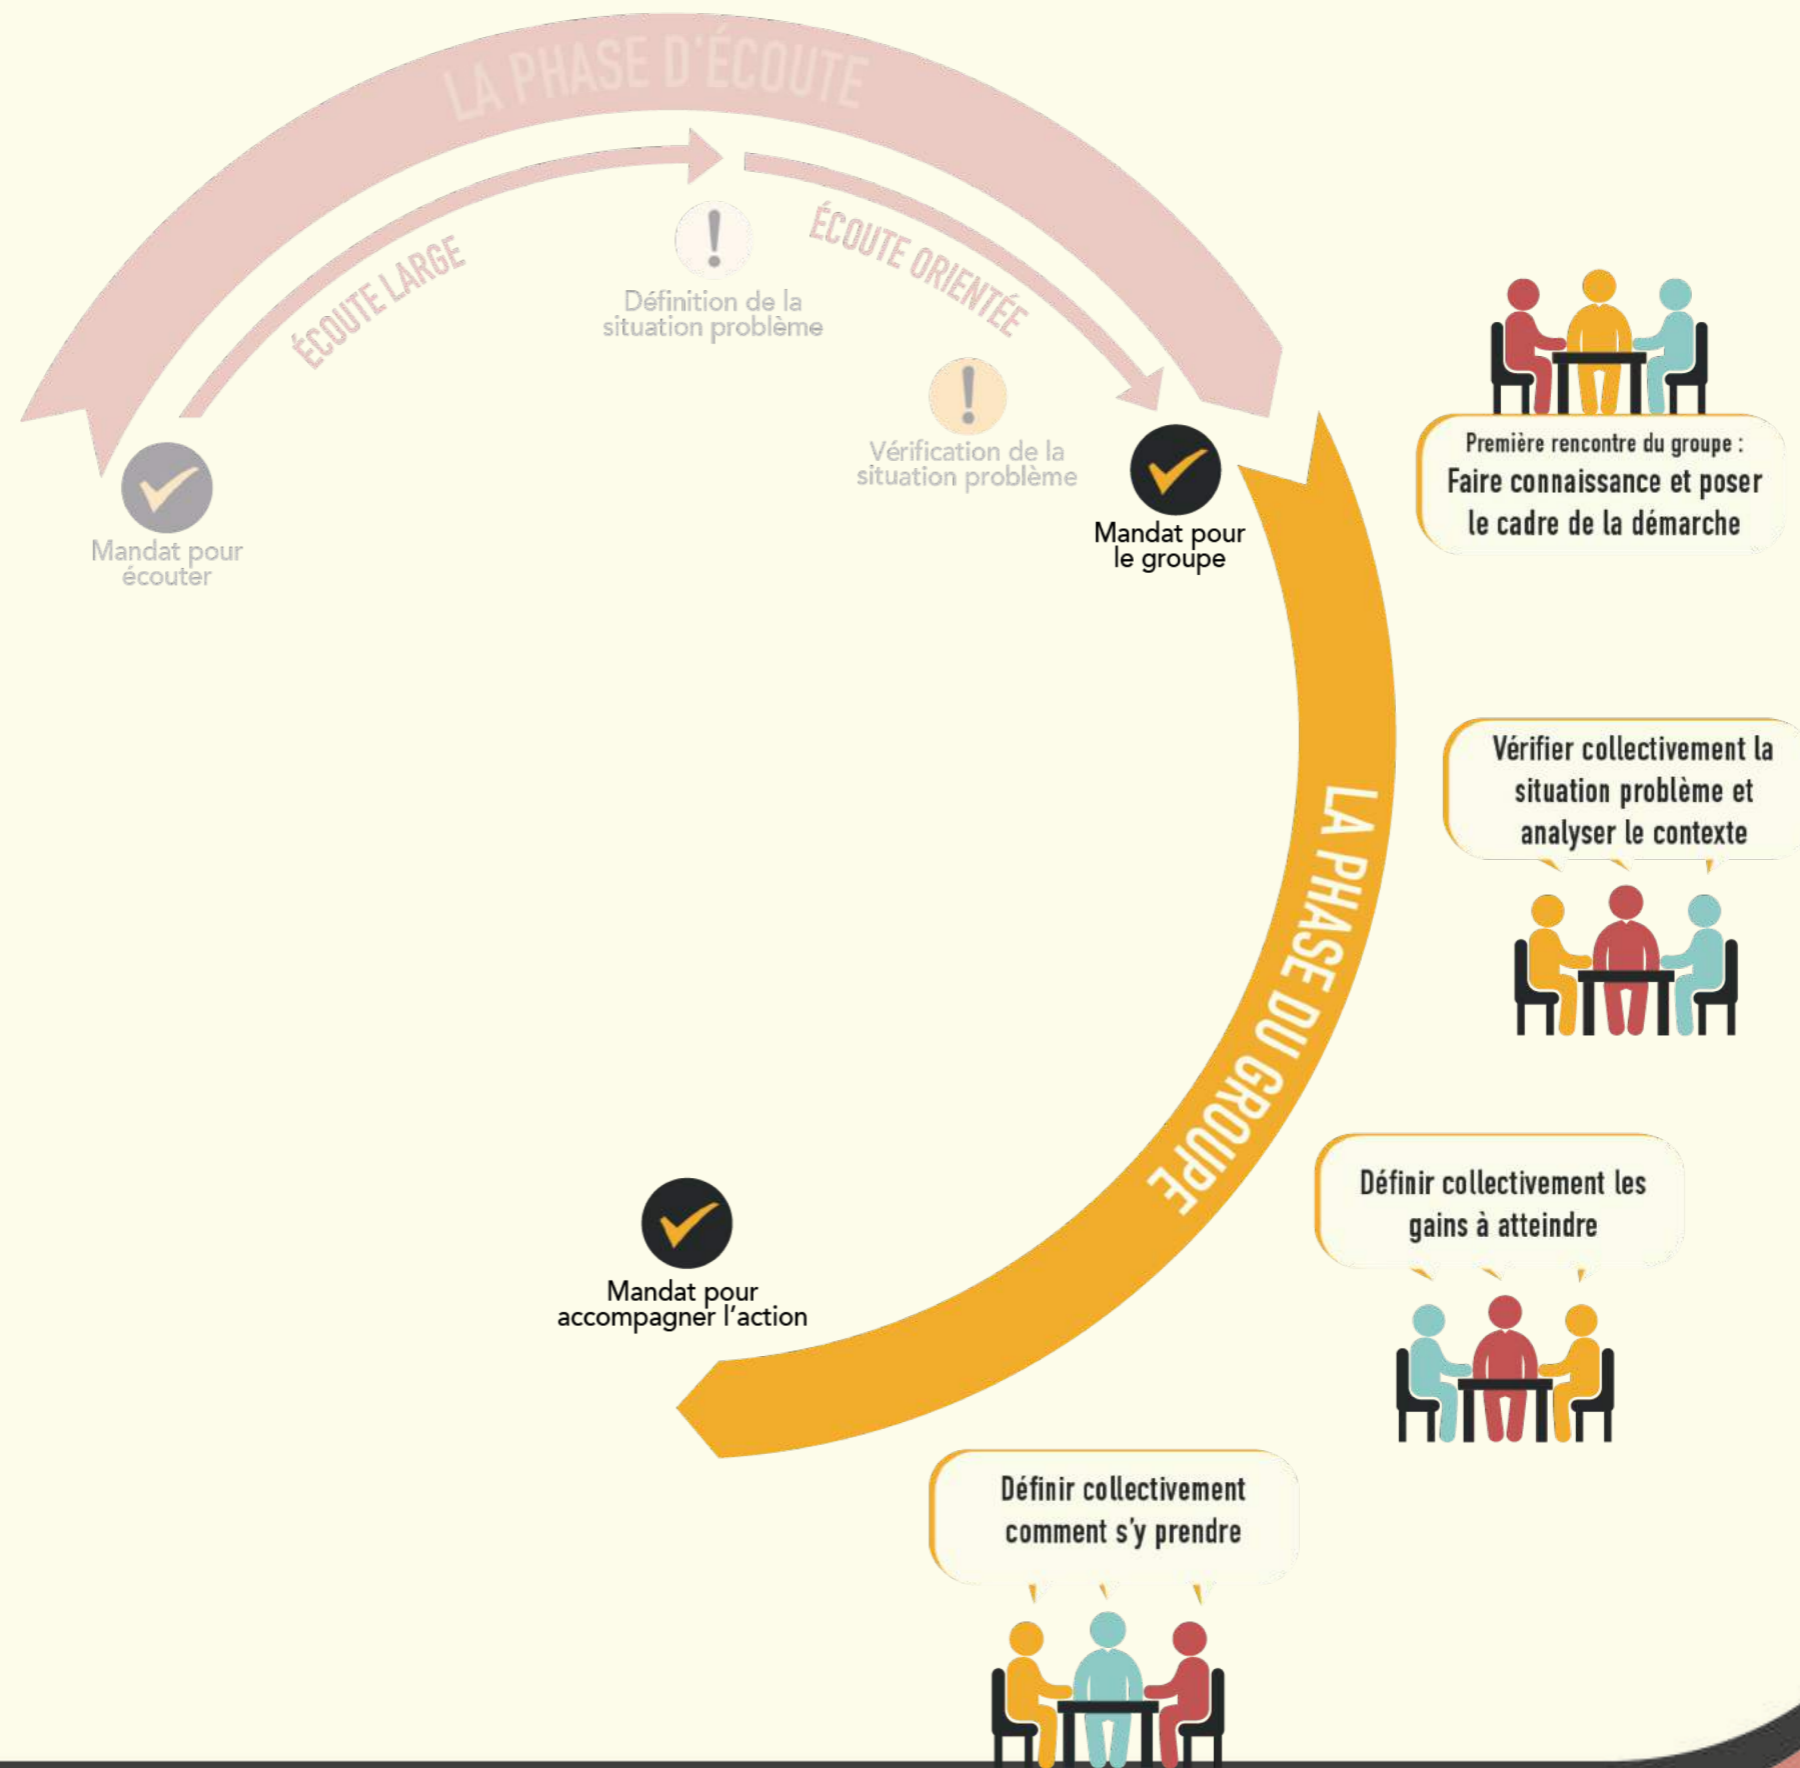 LA PHASE D'ÉCOUTE
ÉCOUTE LARGE
ÉCOUTE ORIENTÉE
Définition de la
situation problème
Vérification de la
situation problème
Mandat pour
écouter
Mandat pour
le groupe
Première rencontre du groupe :
Faire connaissance et poser
le cadre de la démarche
Vérifier collectivement la
situation problème et
analyser le contexte
LA PHASE DU GROUPE
Définir collectivement les
gains à atteindre
Mandat pour
accompagner l'action
Définir collectivement
comment s'y prendre